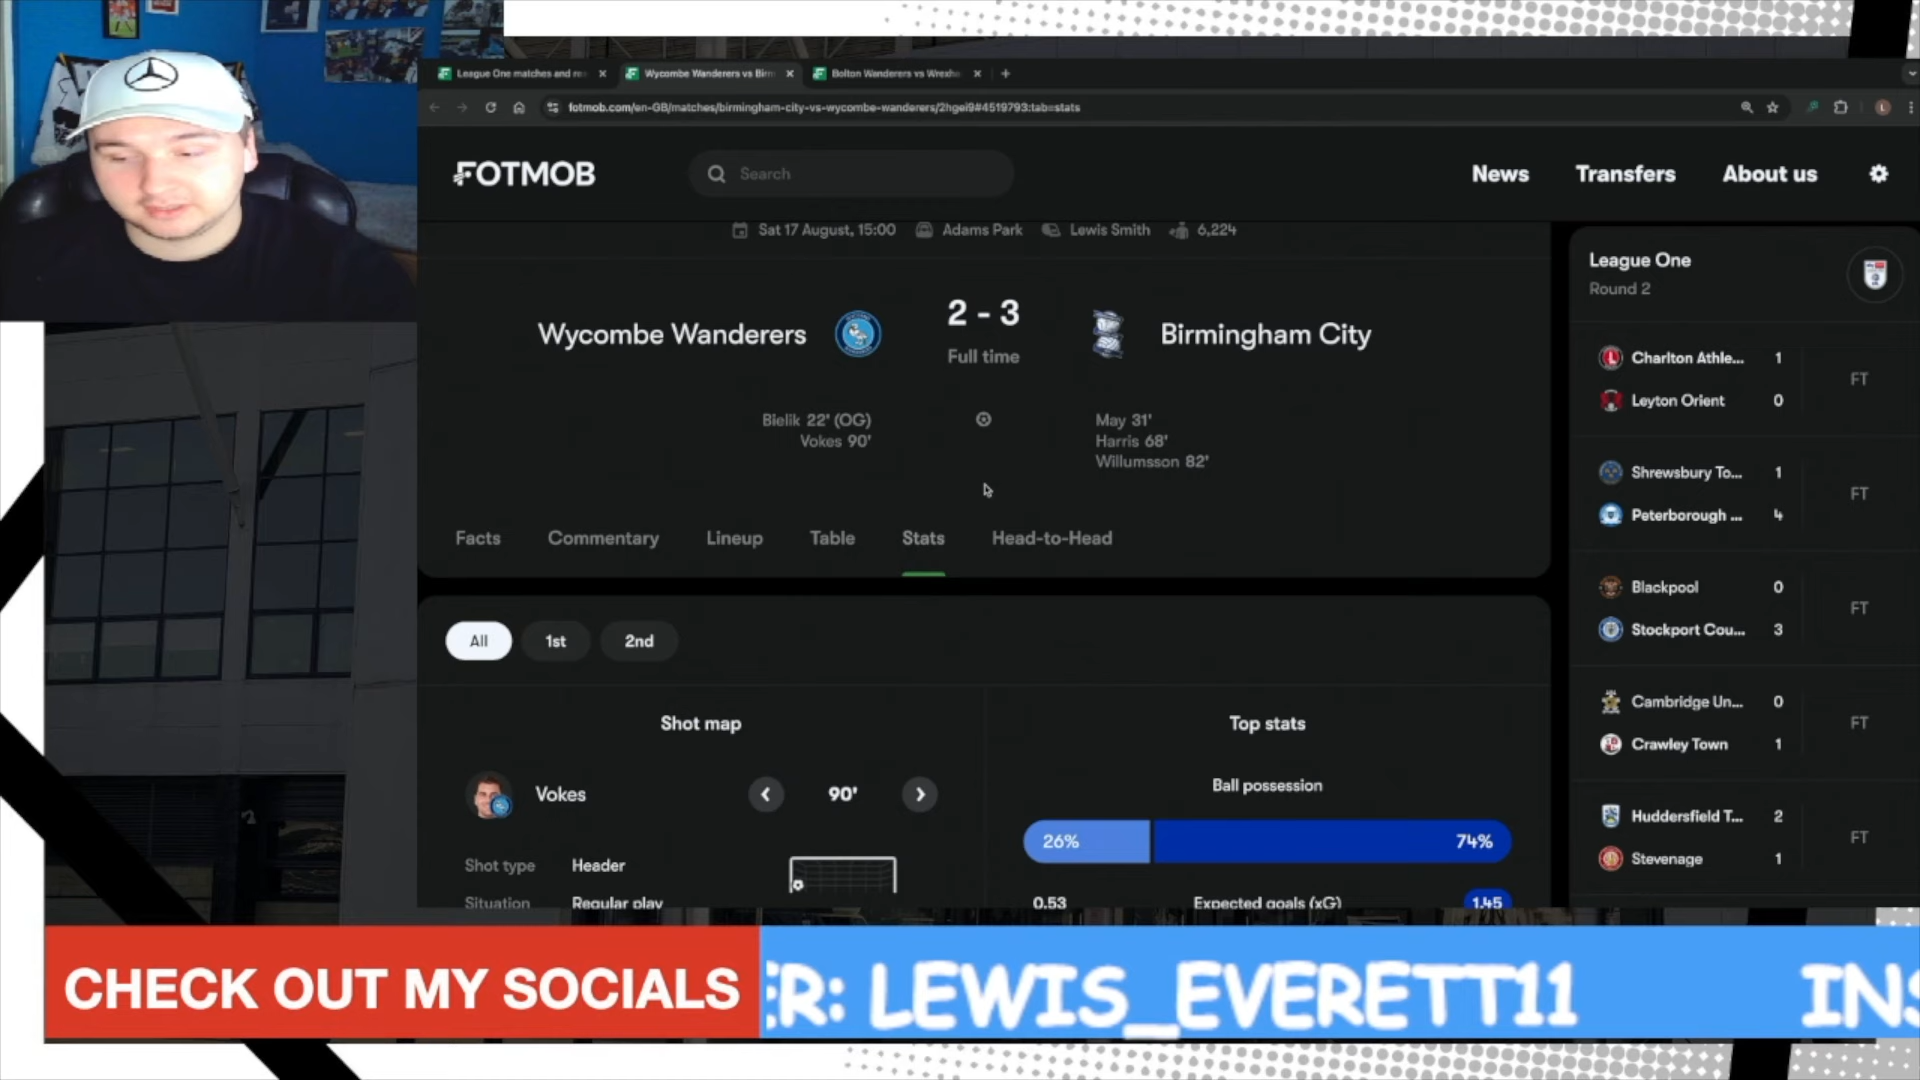 League One matches and re
Wycombe Wanderers vs Birm
Bolton Wanderers vs Wrexha
fotmob.com/en-GB/matches/birmingham-city-vs-wycombe-wanderers/2hgei9#4519793:tab=stats
L
FOTMOB
Search
News
Transfers
About us
Sat 17 August, 15:00
Adams Park
Lewis Smith
6,224
Wycombe Wanderers
2 - 3
Birmingham City
Full time
Bielik 22' (OG)
Vokes 90'
May 31'
Harris 68'
Willumsson 82'
Facts
Commentary
Lineup
Table
Stats
Head-to-Head
All
1st
2nd
Shot map
Vokes
90'
Shot type
Header
Situation
Regular play
Top stats
Ball possession
26%
74%
0.53
Expected goals (xG)
1.45
League One
Round 2
Charlton Athle... 1
FT
Leyton Orient 0
Shrewsbury To... 1
FT
Peterborough ... 4
Blackpool 0
FT
Stockport Cou... 3
Cambridge Un... 0
FT
Crawley Town 1
Huddersfield T... 2
FT
Stevenage 1
CHECK OUT MY SOCIALS
ER: LEWIS_EVERETT11
INS